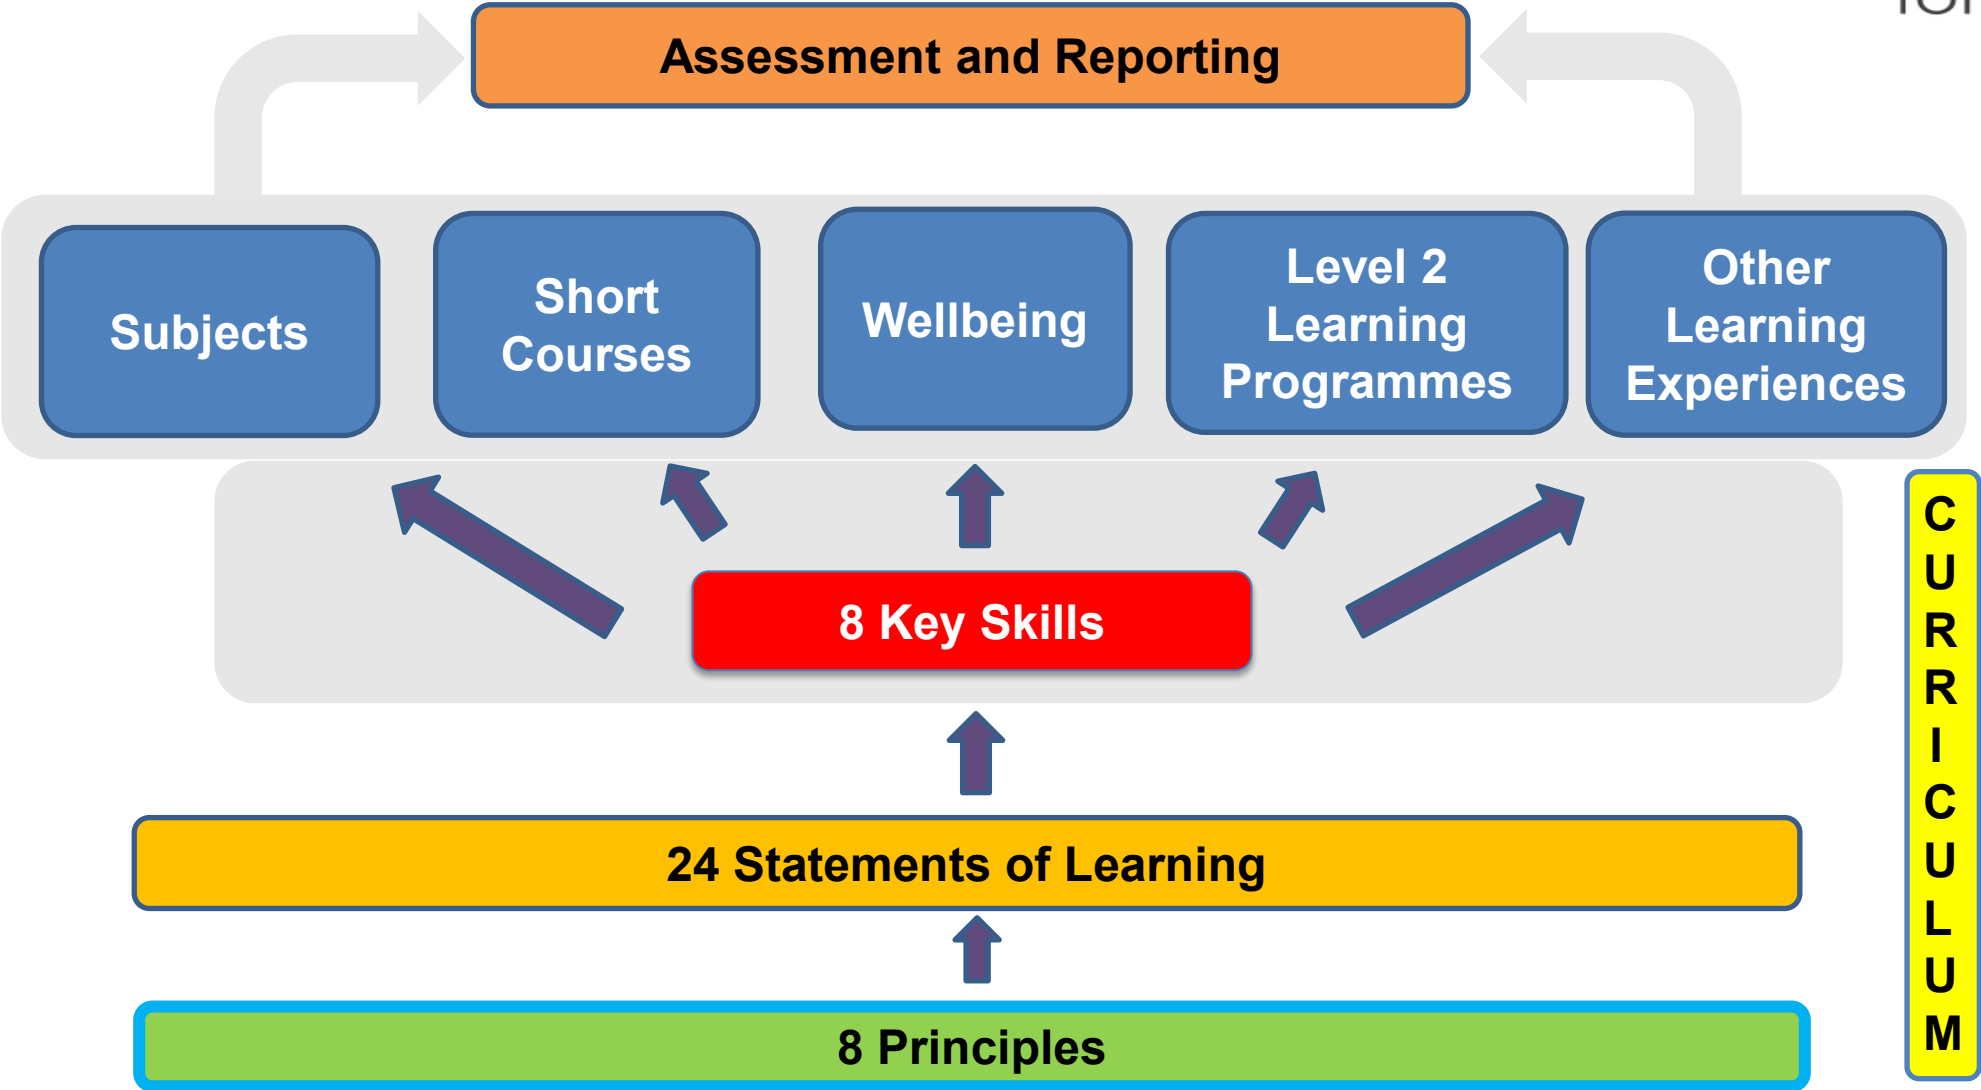 Assessment and Reporting
Subjects
Short
Courses
Wellbeing
Level 2
Learning
Programmes
Other
Learning
Experiences
8 Key Skills
24 Statements of Learning
8 Principles
C
U
R
R
I
C
U
L
U
M